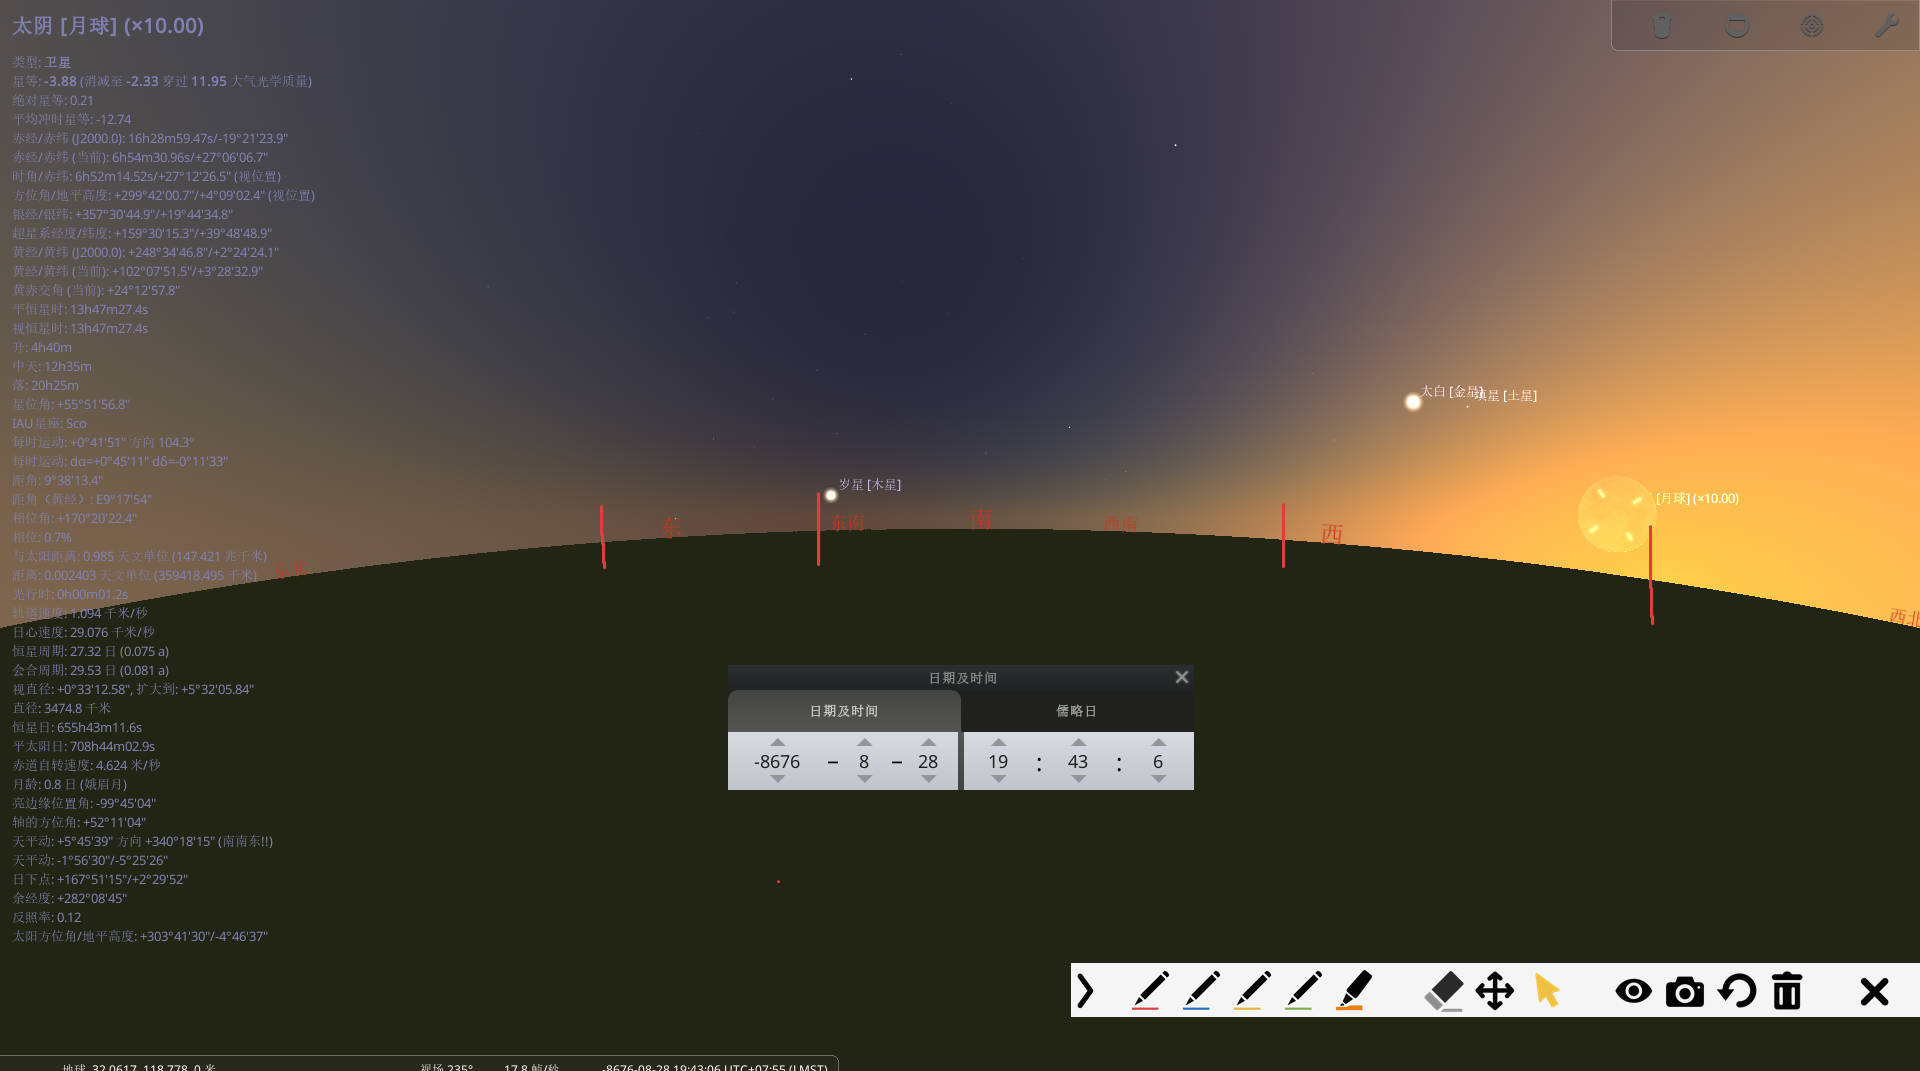 太阴 [月球] (×10.00)
类型: 卫星
星等: -3.88 (消减至 -2.33 穿过 11.95 大气光学质量)
绝对星等: 0.21
平均冲时星等: -12.74
赤经/赤纬 (J2000.0): 16h28m59.47s/-19°21'23.9"
赤经/赤纬 (当前): 6h54m30.96s/+27°06'06.7"
时角/赤纬: 6h52m14.52s/+27°12'26.5" (视位置)
方位角/地平高度: +299°42'00.7"/+4°09'02.4" (视位置)
银经/银纬: +357°30'44.9"/+19°44'34.8"
超星系经度/纬度: +159°30'15.3"/+39°48'48.9"
黄经/黄纬 (J2000.0): +248°34'46.8"/+2°24'24.1"
黄经/黄纬 (当前): +102°07'51.5"/+3°28'32.9"
黄赤交角 (当前): +24°12'57.8"
平恒星时: 13h47m27.4s
视恒星时: 13h47m27.4s
升: 4h40m
中天: 12h35m
落: 20h25m
星位角: +55°51'56.8"
IAU星座: Sco
每时运动: +0°41'51" 方向 104.3°
每时运动: dα=+0°45'11" dδ=-0°11'33"
距角: 9°38'13.4"
距角（黄经）: E9°17'54"
相位角: +170°20'22.4"
相位: 0.7%
与太阳距离: 0.985 天文单位 (147.421 兆千米)
距离: 0.002403 天文单位 (359418.495 千米)
光行时: 0h00m01.2s
轨道速度: 1.094 千米/秒
日心速度: 29.076 千米/秒
恒星周期: 27.32 日 (0.075 a)
会合周期: 29.53 日 (0.081 a)
视直径: +0°33'12.58", 扩大到: +5°32'05.84"
直径: 3474.8 千米
恒星日: 655h43m11.6s
平太阳日: 708h44m02.9s
赤道自转速度: 4.624 米/秒
月龄: 0.8 日 (娥眉月)
亮边缘位置角: -99°45'04"
轴的方位角: +52°11'04"
天平动: +5°45'39" 方向 +340°18'15" (南南东!!)
天平动: -1°56'30"/-5°25'26"
日下点: +167°51'15"/+2°29'52"
余经度: +282°08'45"
反照率: 0.12
太阳方位角/地平高度: +303°41'30"/-4°46'37"
太白 [金星]
填星 [土星]
岁星 [木星]
[月球] (×10.00)
东北
东
东南
南
西南
西
西北
日期及时间
日期及时间
儒略日
-8676 – 8 – 28 19 : 43 : 6
地球, 32.0617, 118.778, 0 米
视场 235°
17.8 帧/秒
-8676-08-28 19:43:06 UTC+07:55 (LMST)